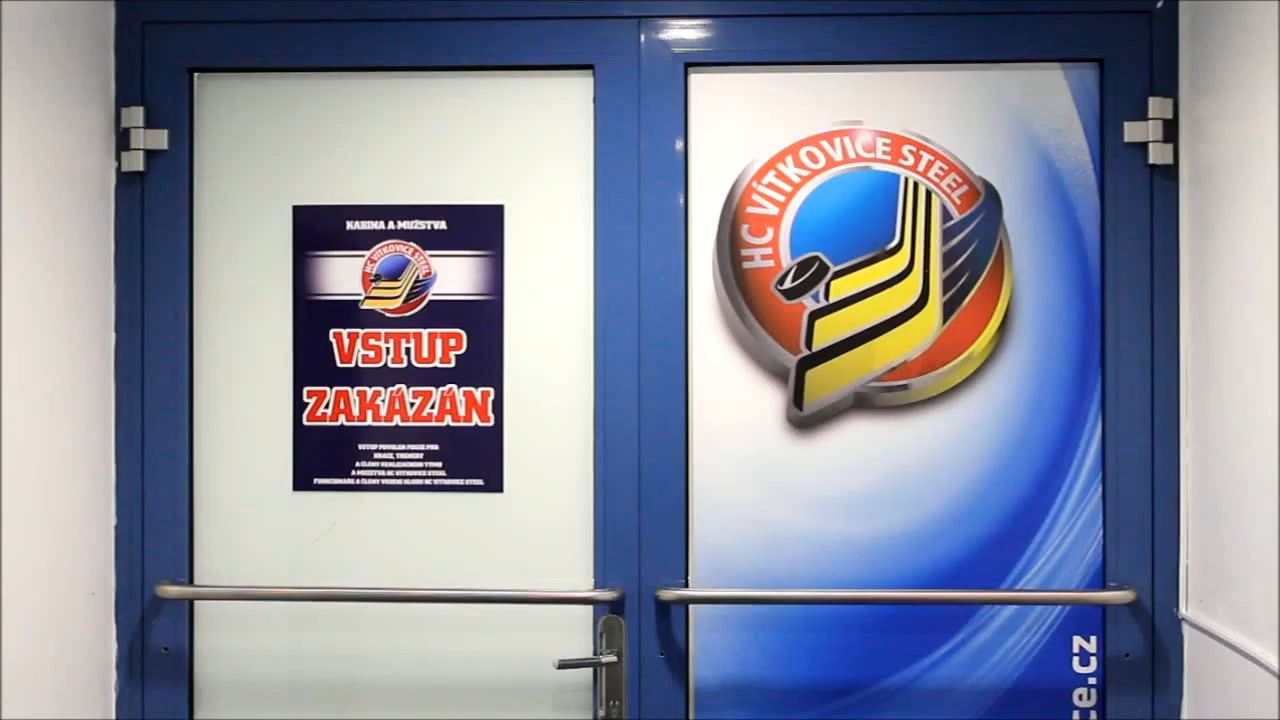 KABINA A-MUŽSTVA
HC VÍTKOVICE STEEL
VSTUP
ZAKÁZÁN
VSTUP POVOLEN POUZE PRO:
HRÁČE, TRENÉRY
A ČLENY REALIZAČNÍHO TÝMU
A-MUŽSTVA HC VÍTKOVICE STEEL
FUNKCIONÁŘE A ČLENY VEDENÍ KLUBU HC VÍTKOVICE STEEL
HC VÍTKOVICE STEEL
ce.cz